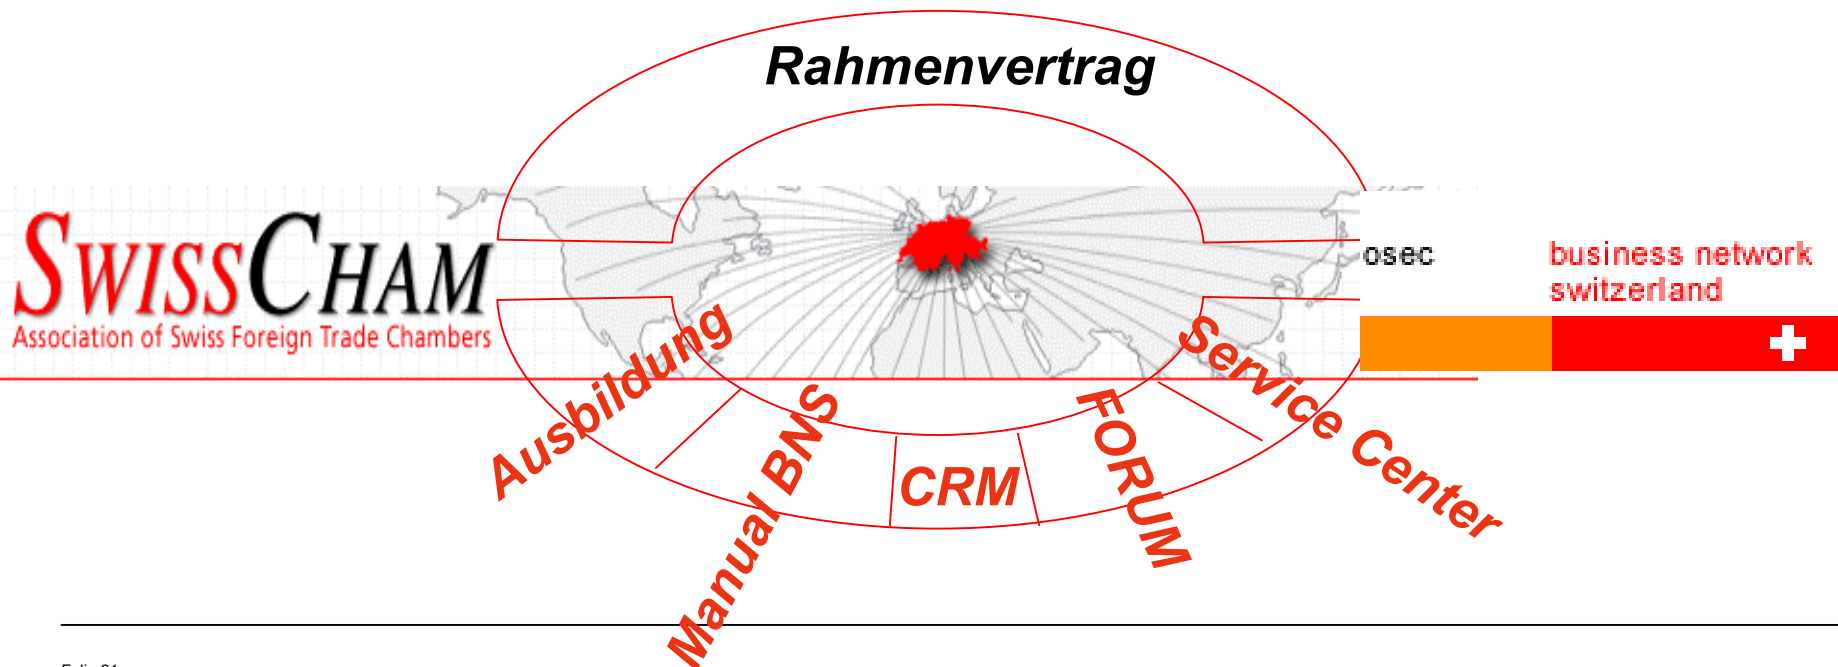 Rahmenvertrag
SWISSCHAM
Association of Swiss Foreign Trade Chambers
osec
business network
switzerland
Ausbildung
Manual BNS
CRM
FORUM
Service Center